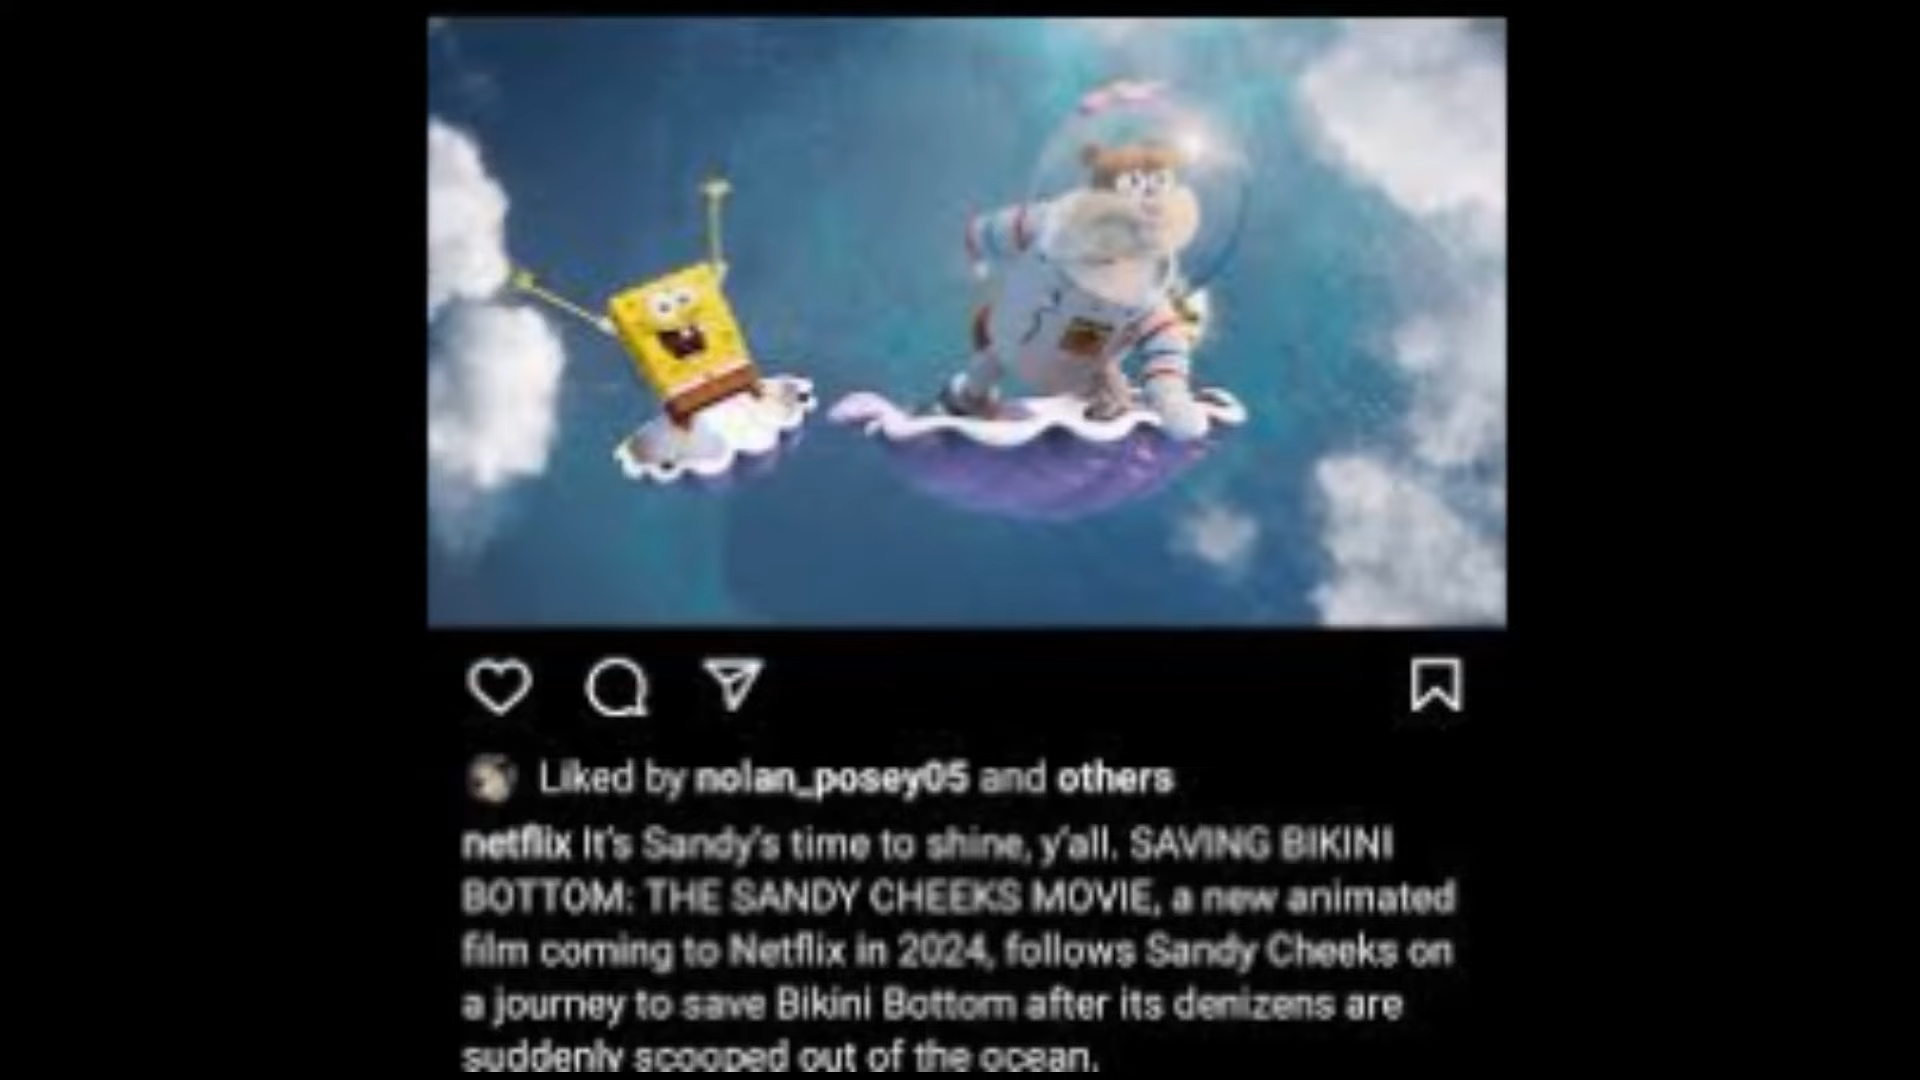 Liked by nolan_posey05 and others
netflix It's Sandy's time to shine, y'all. SAVING BIKINI
BOTTOM: THE SANDY CHEEKS MOVIE, a new animated
film coming to Netflix in 2024, follows Sandy Cheeks on
a journey to save Bikini Bottom after its denizens are
suddenly scooped out of the ocean.